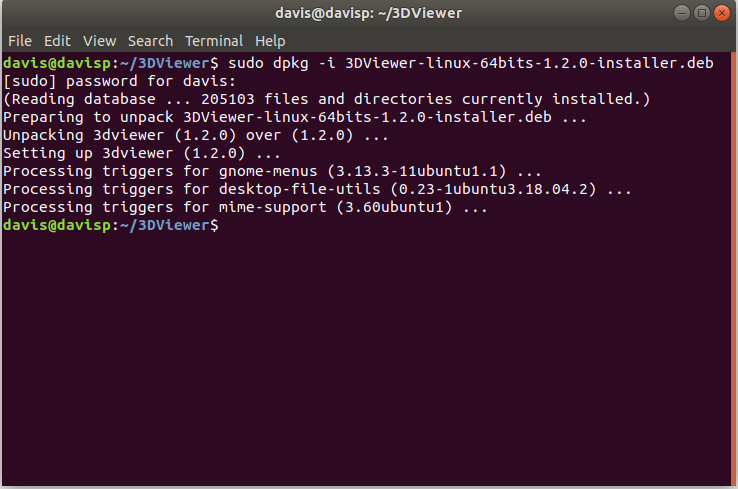 davis@davisp: ~/3DViewer
File Edit View Search Terminal Help
davis@davisp:~/3DViewer$ sudo dpkg -i 3DViewer-linux-64bits-1.2.0-installer.deb
[sudo] password for davis:
(Reading database ... 205103 files and directories currently installed.)
Preparing to unpack 3DViewer-linux-64bits-1.2.0-installer.deb ...
Unpacking 3dviewer (1.2.0) over (1.2.0) ...
Setting up 3dviewer (1.2.0) ...
Processing triggers for gnome-menus (3.13.3-11ubuntu1.1) ...
Processing triggers for desktop-file-utils (0.23-1ubuntu3.18.04.2) ...
Processing triggers for mime-support (3.60ubuntu1) ...
davis@davisp:~/3DViewer$